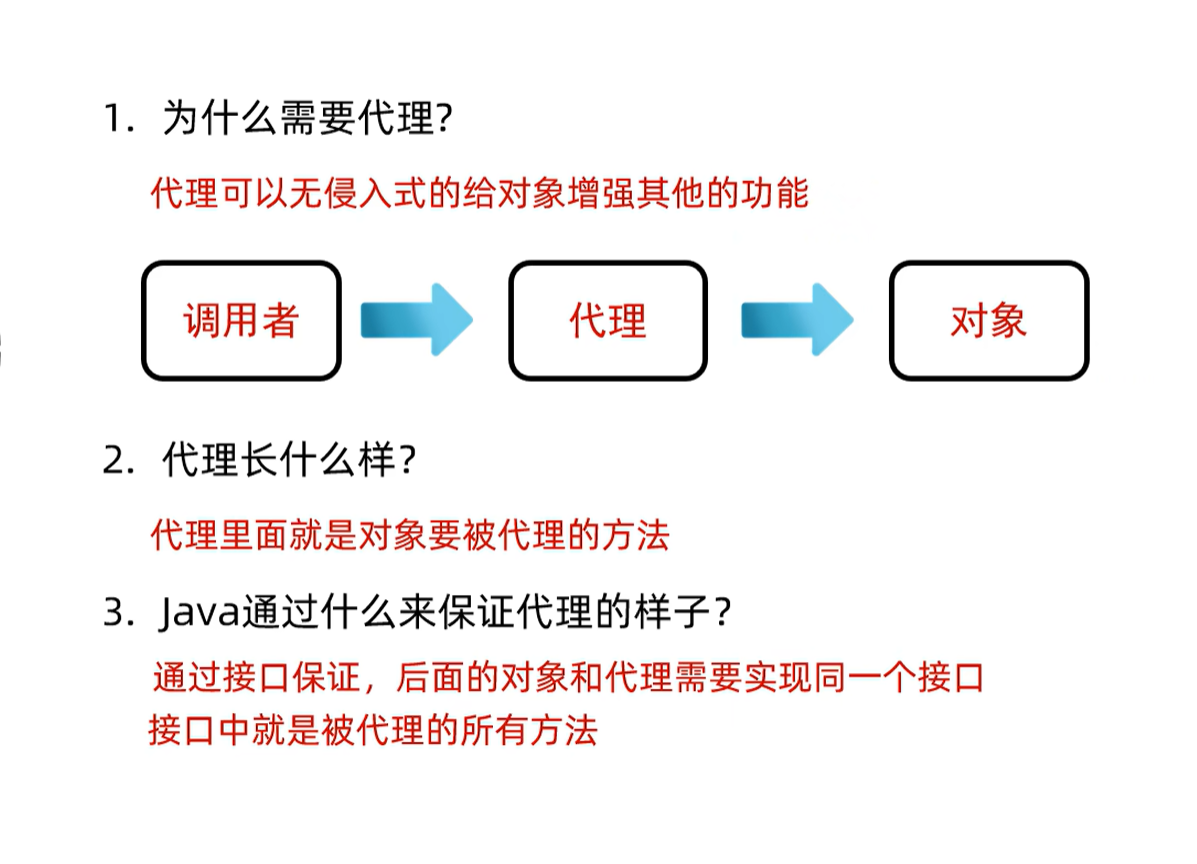 1. 为什么需要代理?
代理可以无侵入式的给对象增强其他的功能
调用者 代理 对象
2. 代理长什么样?
代理里面就是对象要被代理的方法
3. Java通过什么来保证代理的样子?
通过接口保证，后面的对象和代理需要实现同一个接口
接口中就是被代理的所有方法